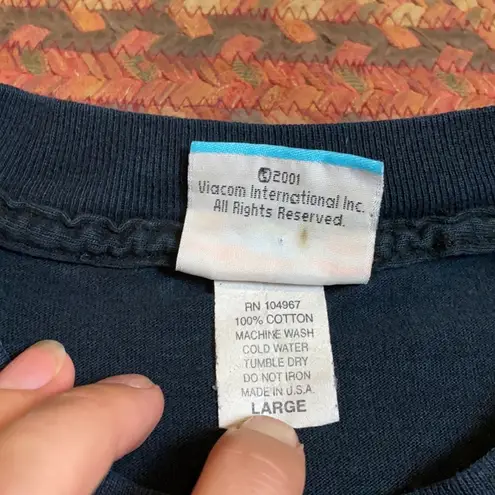 ©2001
Viacom International Inc.
All Rights Reserved.
RN 104967
100% COTTON
MACHINE WASH
COLD WATER
TUMBLE DRY
DO NOT IRON
MADE IN U.S.A.
LARGE